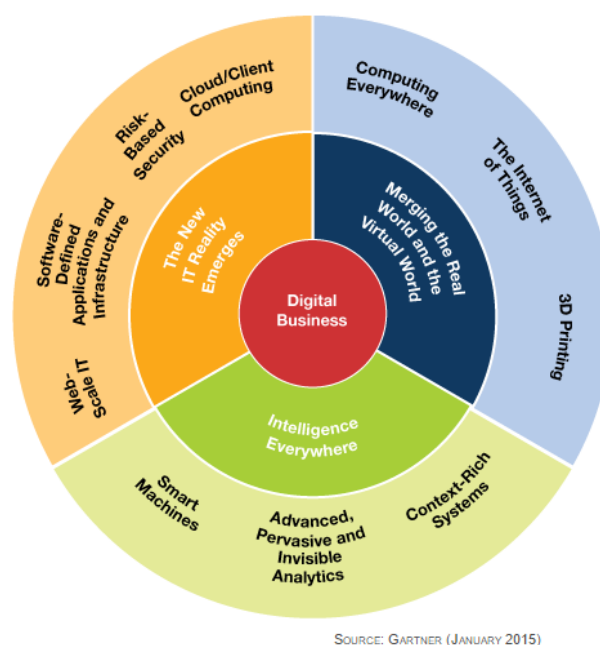 Cloud/Client
Computing
Risk-
Based
Security
Software-
Defined
Applications and
Infrastructure
Web-
Scale IT
Computing
Everywhere
The Internet
of Things
3D Printing
The New
IT Reality
Emerges
Merging the Real
World and the
Virtual World
Digital
Business
Intelligence
Everywhere
Smart
Machines
Advanced,
Pervasive and
Invisible
Analytics
Context-Rich
Systems
SOURCE: GARTNER (JANUARY 2015)